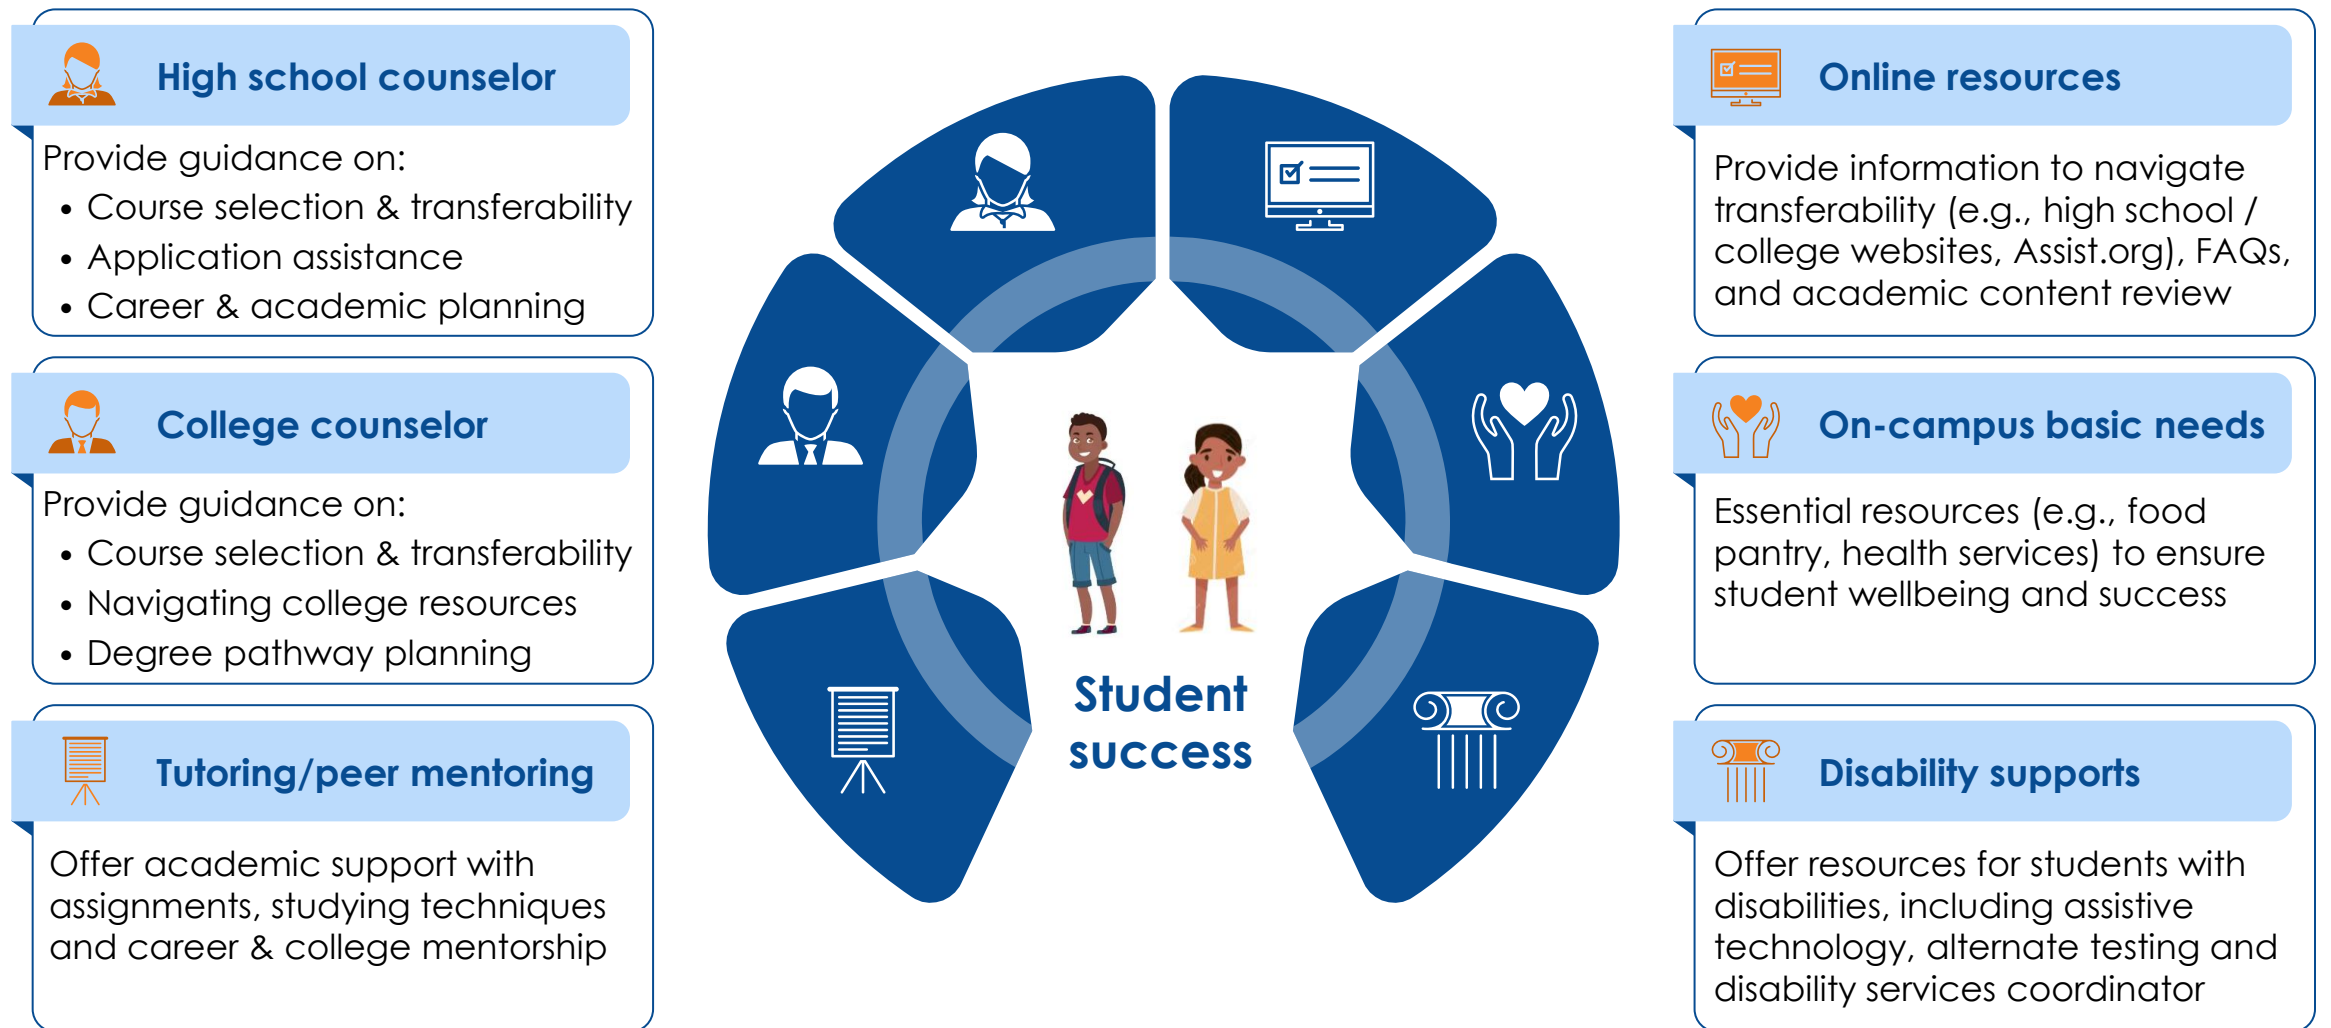 High school counselor
Provide guidance on:
• Course selection & transferability
• Application assistance
• Career & academic planning
College counselor
Provide guidance on:
• Course selection & transferability
• Navigating college resources
• Degree pathway planning
Tutoring/peer mentoring
Offer academic support with
assignments, studying techniques
and career & college mentorship
Student
success
Online resources
Provide information to navigate
transferability (e.g., high school /
college websites, Assist.org), FAQs,
and academic content review
On-campus basic needs
Essential resources (e.g., food
pantry, health services) to ensure
student wellbeing and success
Disability supports
Offer resources for students with
disabilities, including assistive
technology, alternate testing and
disability services coordinator